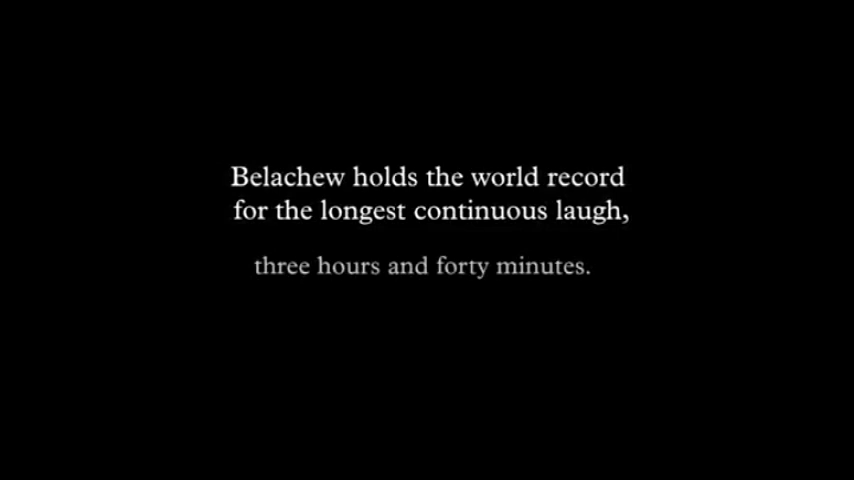 Belachew holds the world record
for the longest continuous laugh,
three hours and forty minutes.